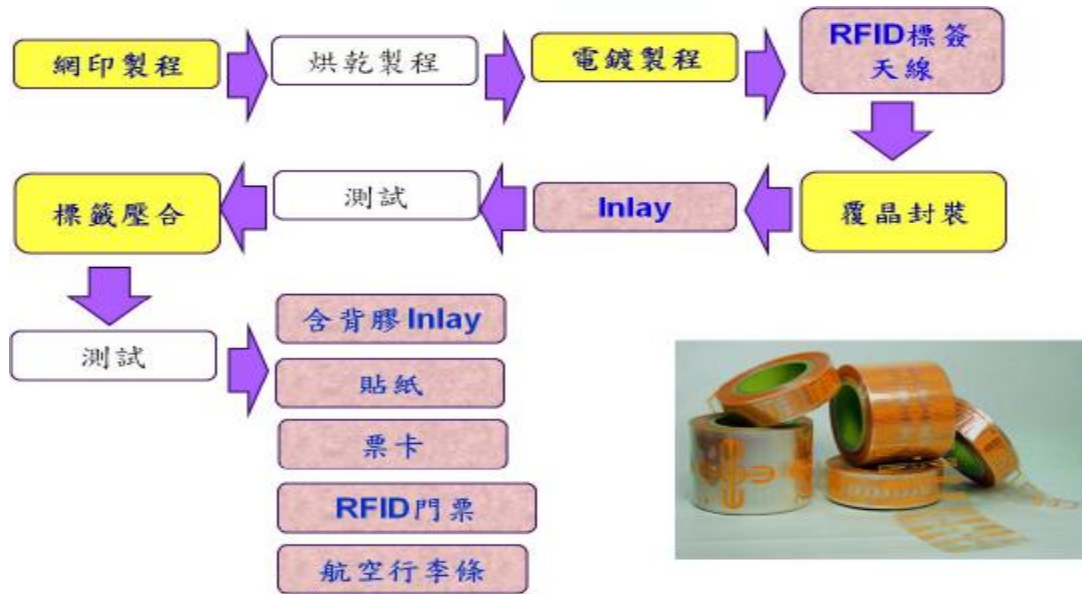 網印製程
烘乾製程
電鍍製程
RFID標簽
天線
覆晶封裝
Inlay
測試
標籤壓合
測試
含背膠Inlay
貼紙
票卡
RFID門票
航空行李條